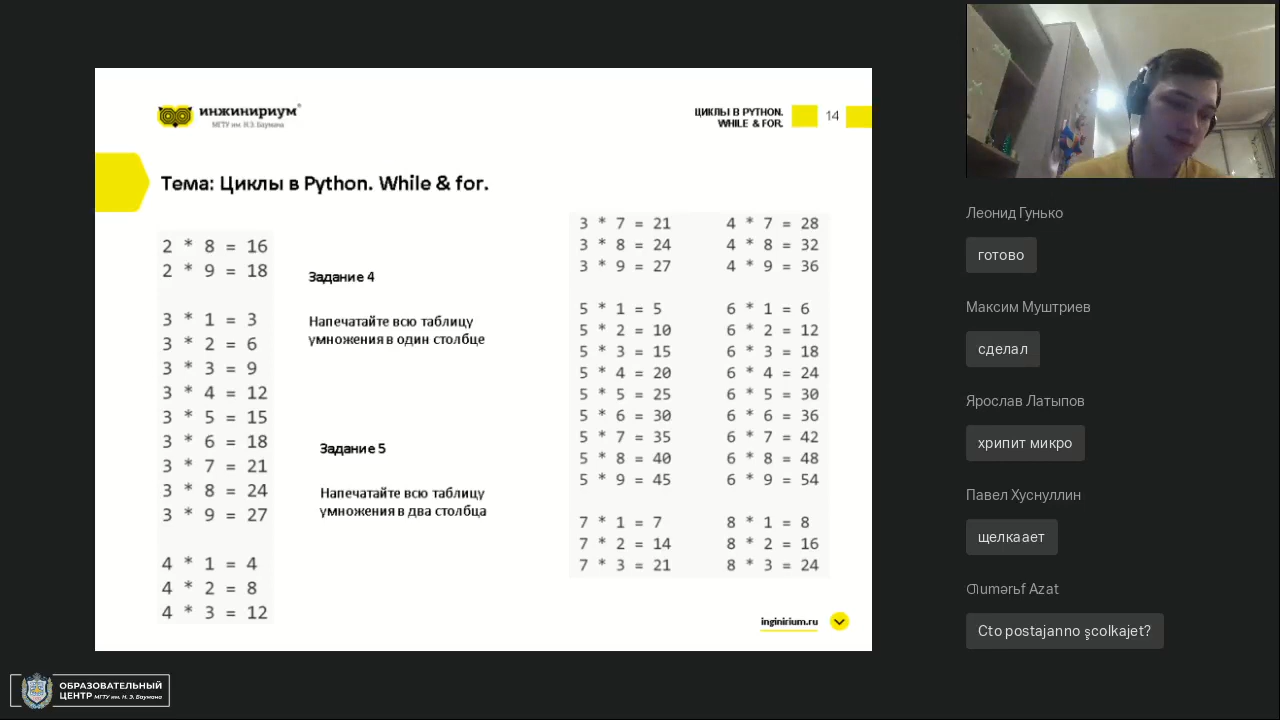 инжинириум®
МГТУ им. Н.Э. Баумана
ЦИКЛЫ В PYTHON.
WHILE & FOR.
14
Тема: Циклы в Python. While & for.
2 * 8 = 16
2 * 9 = 18
3 * 1 = 3
3 * 2 = 6
3 * 3 = 9
3 * 4 = 12
3 * 5 = 15
3 * 6 = 18
3 * 7 = 21
3 * 8 = 24
3 * 9 = 27
4 * 1 = 4
4 * 2 = 8
4 * 3 = 12
Задание 4
Напечатайте всю таблицу
умножения в один столбце
Задание 5
Напечатайте всю таблицу
умножения в два столбца
3 * 7 = 21 4 * 7 = 28
3 * 8 = 24 4 * 8 = 32
3 * 9 = 27 4 * 9 = 36
5 * 1 = 5 6 * 1 = 6
5 * 2 = 10 6 * 2 = 12
5 * 3 = 15 6 * 3 = 18
5 * 4 = 20 6 * 4 = 24
5 * 5 = 25 6 * 5 = 30
5 * 6 = 30 6 * 6 = 36
5 * 7 = 35 6 * 7 = 42
5 * 8 = 40 6 * 8 = 48
5 * 9 = 45 6 * 9 = 54
7 * 1 = 7 8 * 1 = 8
7 * 2 = 14 8 * 2 = 16
7 * 3 = 21 8 * 3 = 24
inginirium.ru
ОБРАЗОВАТЕЛЬНЫЙ
ЦЕНТР МГТУ им. Н. Э. Баумана
Леонид Гунько
готово
Максим Муштриев
сделал
Ярослав Латыпов
хрипит микро
Павел Хуснуллин
щелкаает
Azat
Cto postajanno şcolkajet?